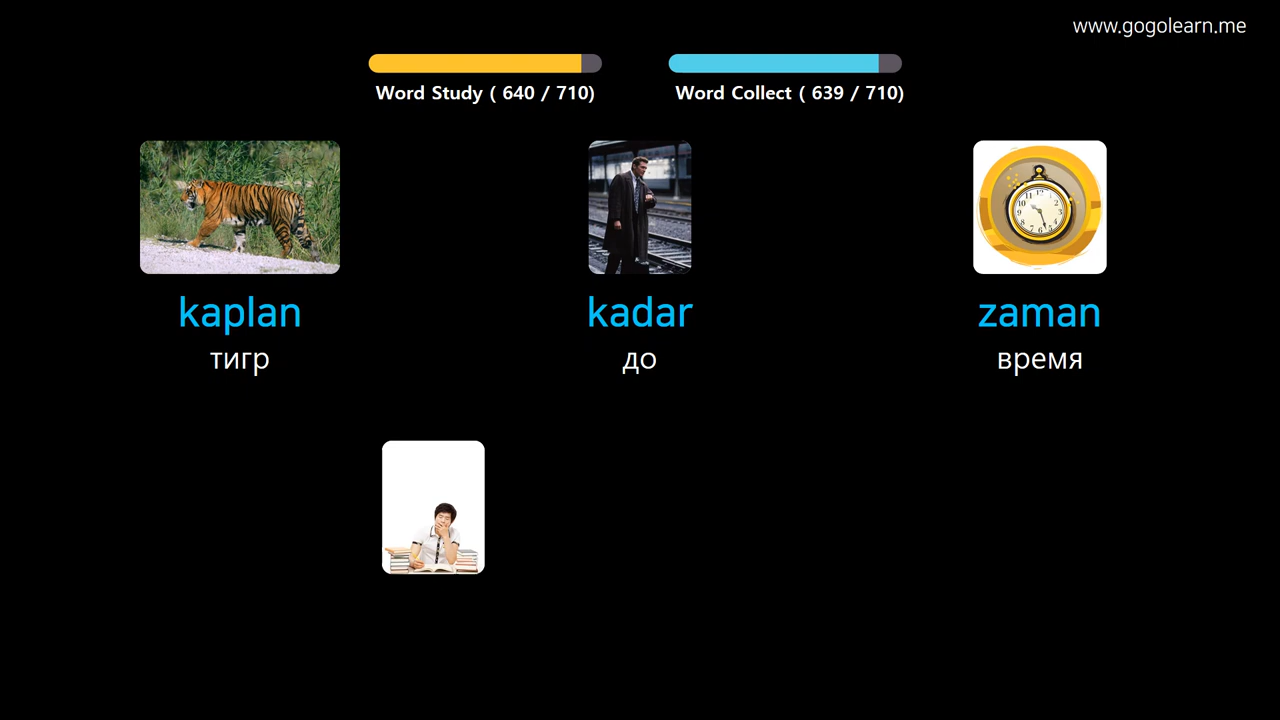 www.gogolearn.me
Word Study ( 640 / 710)
Word Collect ( 639 / 710)
kaplan
тигр
kadar
до
zaman
время